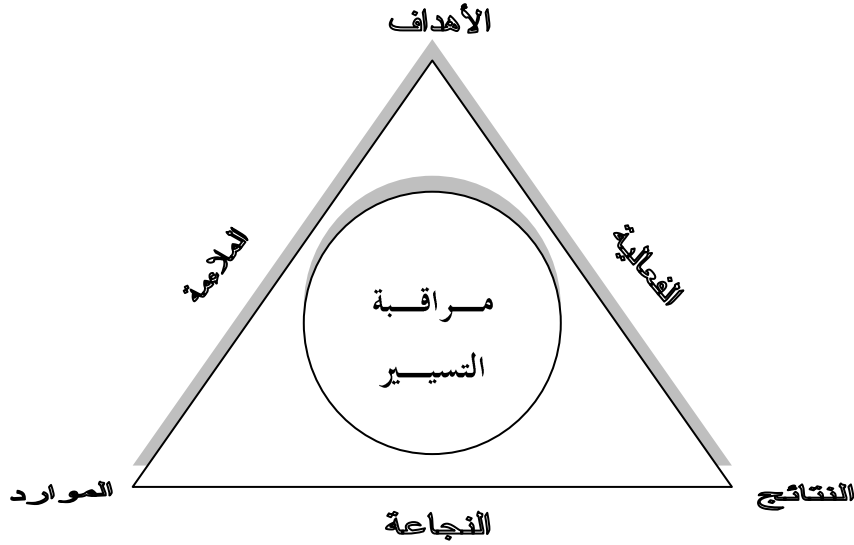 الأهداف
الفعالية
الملاءمة
مراقبة
التسيير
النتائج
الموارد
النجاعة